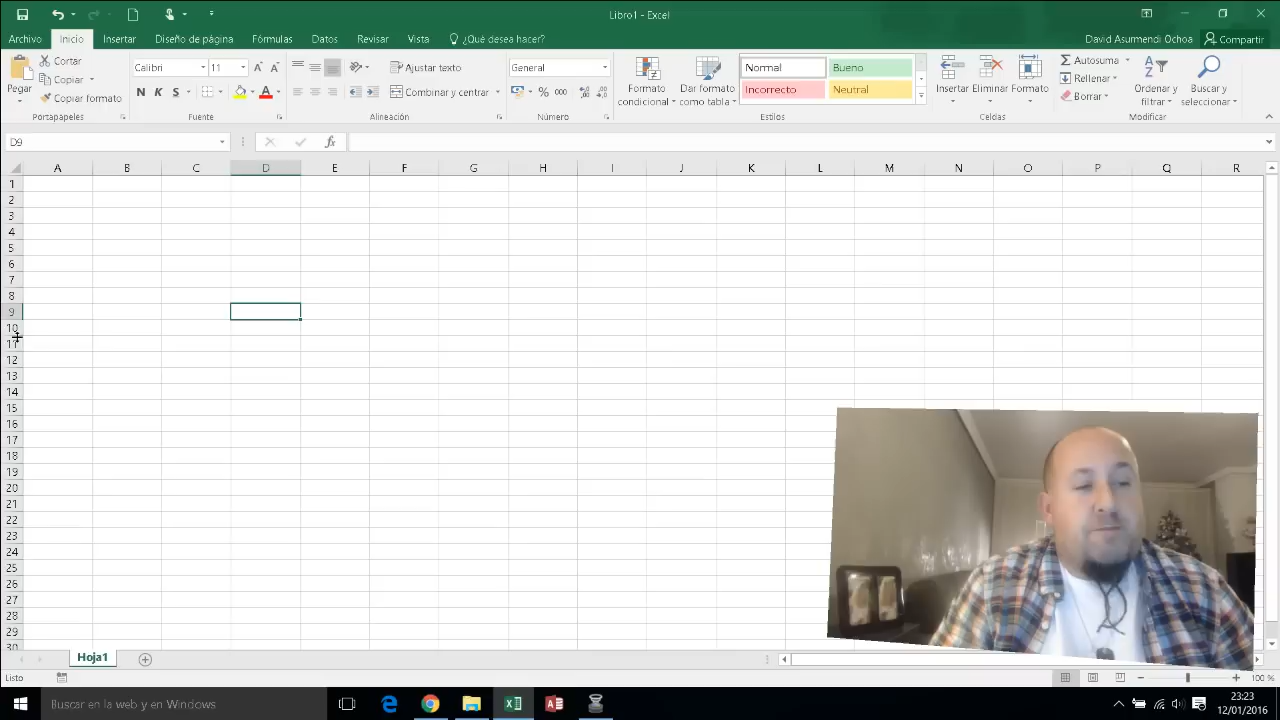 Libro1 - Excel
Archivo Inicio Insertar Diseño de página Fórmulas Datos Revisar Vista ¿Qué desea hacer? David Asurmendi Ochoa Compartir
Pegar Cortar Copiar Copiar formato
Calibri 11 N K S
Ajustar texto
Combinar y centrar
General
% 000
Formato condicional Dar formato como tabla
Normal Bueno
Incorrecto Neutral
Insertar Eliminar Formato
Autosuma
Rellenar
Borrar
Ordenar y filtrar Buscar y seleccionar
Portapapeles Fuente Alineación Número Estilos Celdas Modificar
D9 fx
A B C D E F G H I J K L M N O P Q R
1
2
3
4
5
6
7
8
9
10
11
12
13
14
15
16
17
18
19
20
21
22
23
24
25
26
27
28
29
30
Hoja1
Listo 100 %
Buscar en la web y en Windows
23:23
12/01/2016